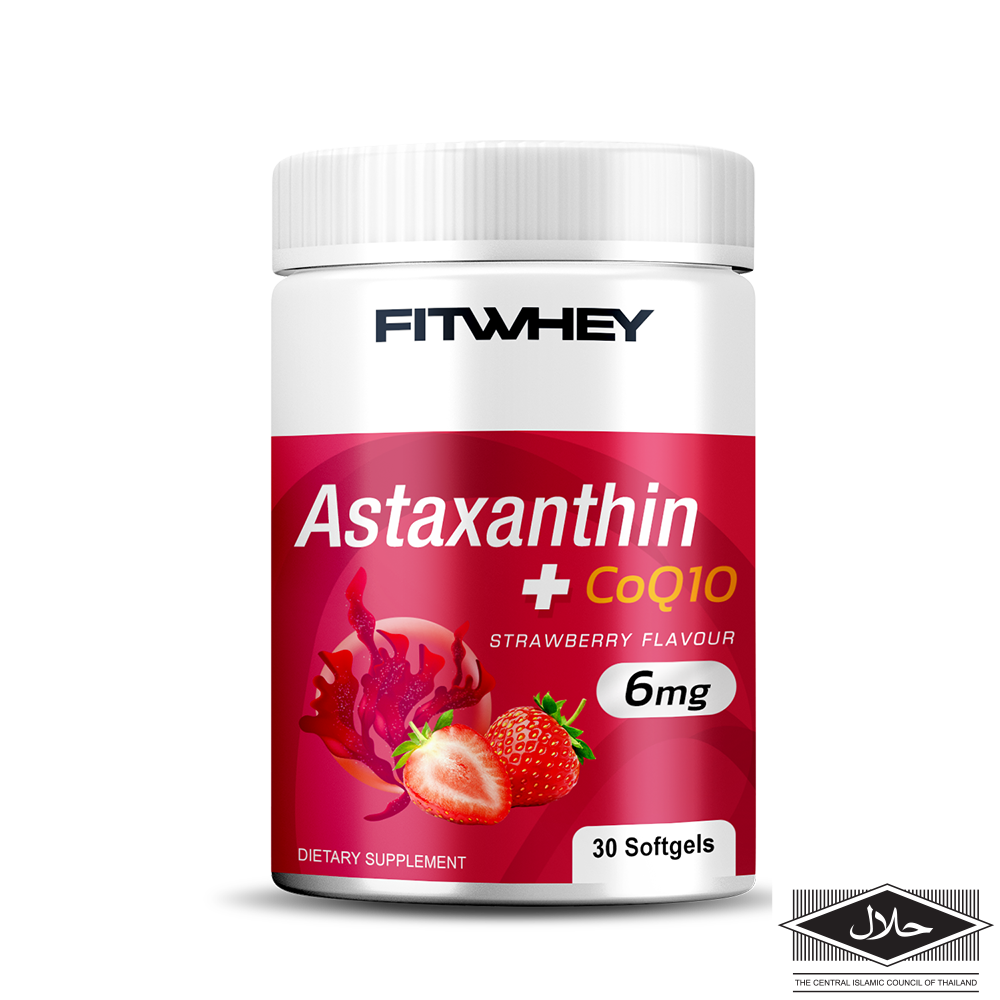 FITWHEY
Astaxanthin
+ CoQ10
STRAWBERRY FLAVOUR
6mg
30 Softgels
DIETARY SUPPLEMENT
حلال
THE CENTRAL ISLAMIC COUNCIL OF THAILAND